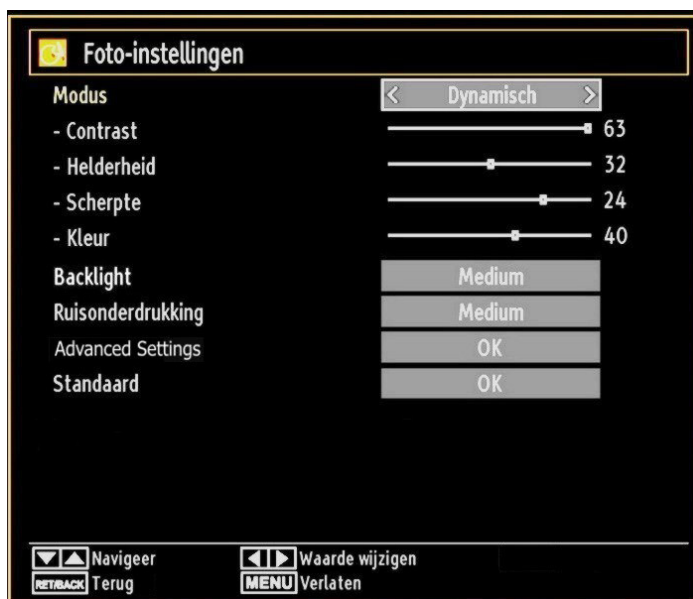 Foto-instellingen
Modus < Dynamisch >
- Contrast 63
- Helderheid 32
- Scherpte 24
- Kleur 40
Backlight Medium
Ruisonderdrukking Medium
Advanced Settings OK
Standaard OK
Navigeer Waarde wijzigen
RET/BACK Terug MENU Verlaten